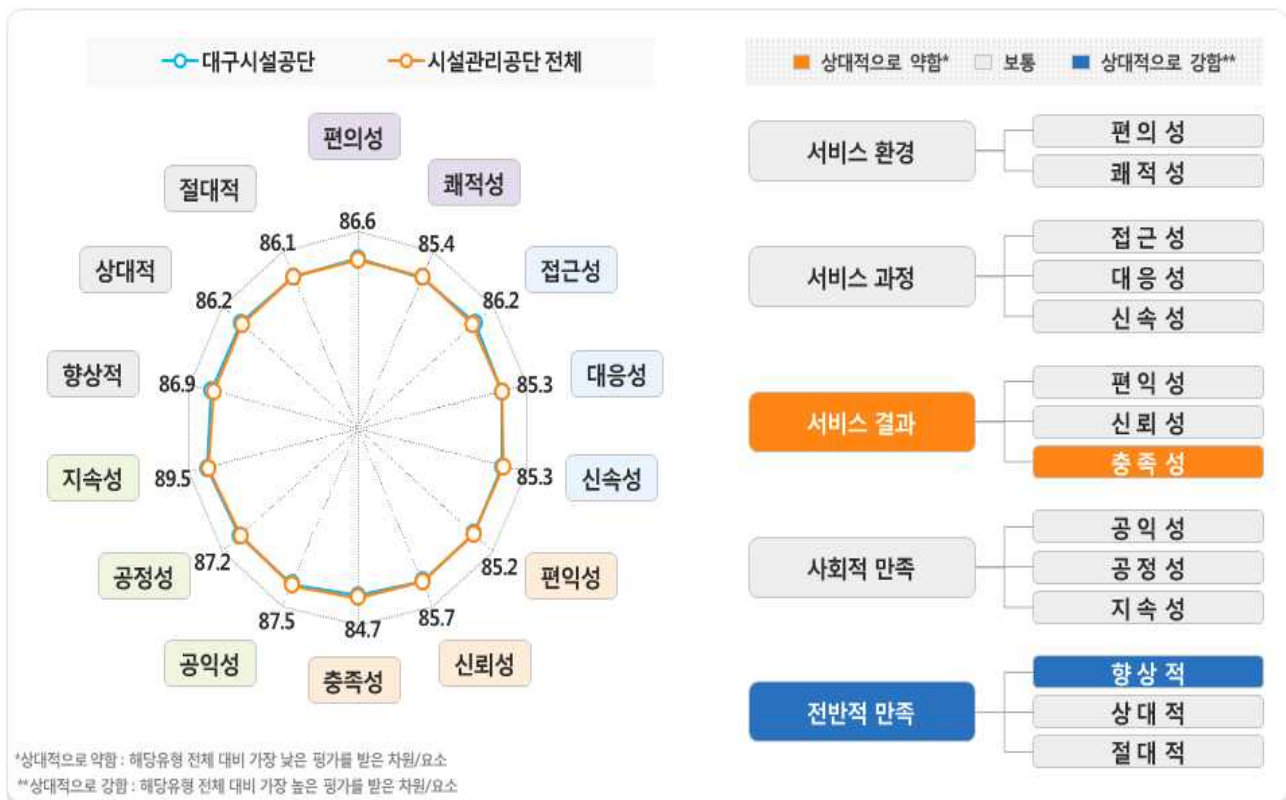 대구시설공단
시설관리공단 전체
상대적으로 약함*
보통
상대적으로 강함**
편의성
쾌적성
접근성
대응성
신속성
편익성
신뢰성
충족성
공익성
공정성
지속성
향상적
상대적
절대적
86.6
85.4
86.2
85.3
85.3
85.2
85.7
84.7
87.5
87.2
89.5
86.9
86.2
86.1
서비스 환경
편 의 성
쾌 적 성
서비스 과정
접 근 성
대 응 성
신 속 성
서비스 결과
편 익 성
신 뢰 성
충 족 성
사회적 만족
공 익 성
공 정 성
지 속 성
전반적 만족
향 상 적
상 대 적
절 대 적
*상대적으로 약함 : 해당유형 전체 대비 가장 낮은 평가를 받은 차원/요소
**상대적으로 강함 : 해당유형 전체 대비 가장 높은 평가를 받은 차원/요소